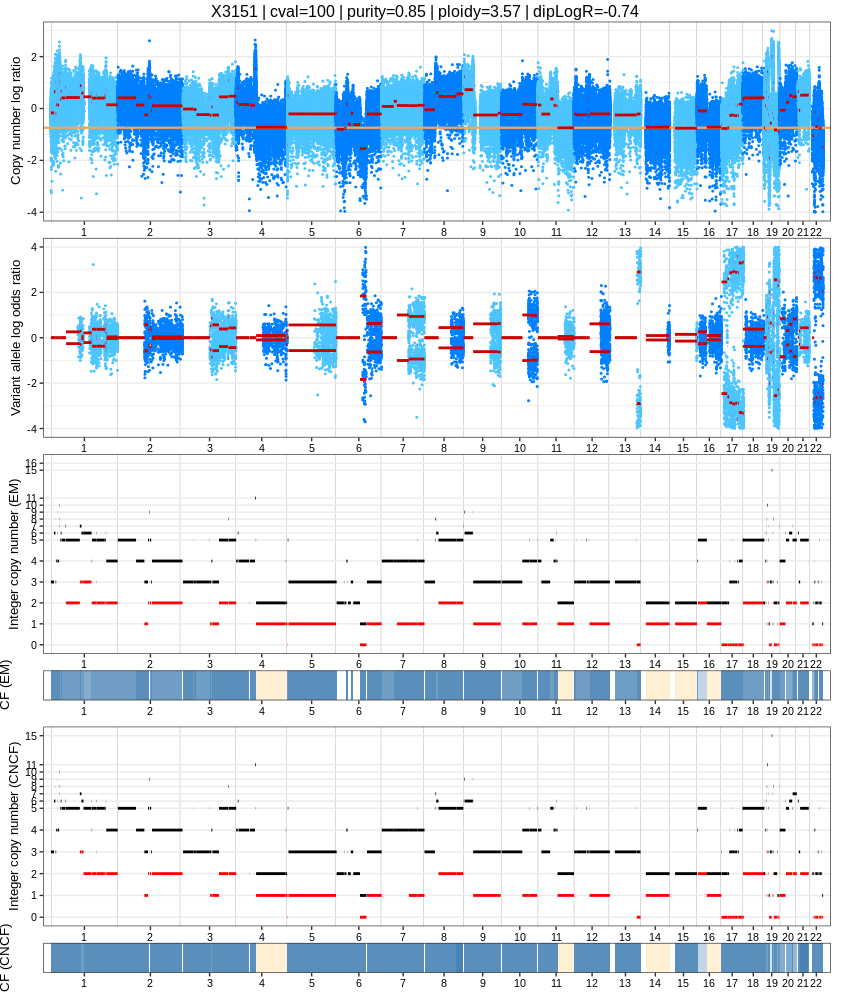 X3151 | cval=100 | purity=0.85 | ploidy=3.57 | dipLogR=-0.74
Copy number log ratio
2
0
-2
-4
1 2 3 4 5 6 7 8 9 10 11 12 13 14 15 16 17 18 19 20 21 22
Variant allele log odds ratio
4
2
0
-2
-4
1 2 3 4 5 6 7 8 9 10 11 12 13 14 15 16 17 18 19 20 21 22
Integer copy number (EM)
16
15
11
10
9
8
7
6
5
4
3
2
1
0
1 2 3 4 5 6 7 8 9 10 11 12 13 14 15 16 17 18 19 20 21 22
CF (EM)
1 2 3 4 5 6 7 8 9 10 11 12 13 14 15 16 17 18 19 20 21 22
Integer copy number (CNCF)
15
11
10
9
8
7
6
5
4
3
2
1
0
1 2 3 4 5 6 7 8 9 10 11 12 13 14 15 16 17 18 19 20 21 22
CF (CNCF)
1 2 3 4 5 6 7 8 9 10 11 12 13 14 15 16 17 18 19 20 21 22